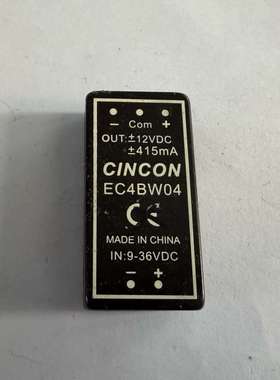 − Com +
OUT:±12VDC
±415mA
CINCON
EC4BW04
CE
MADE IN CHINA
IN:9-36VDC
− +